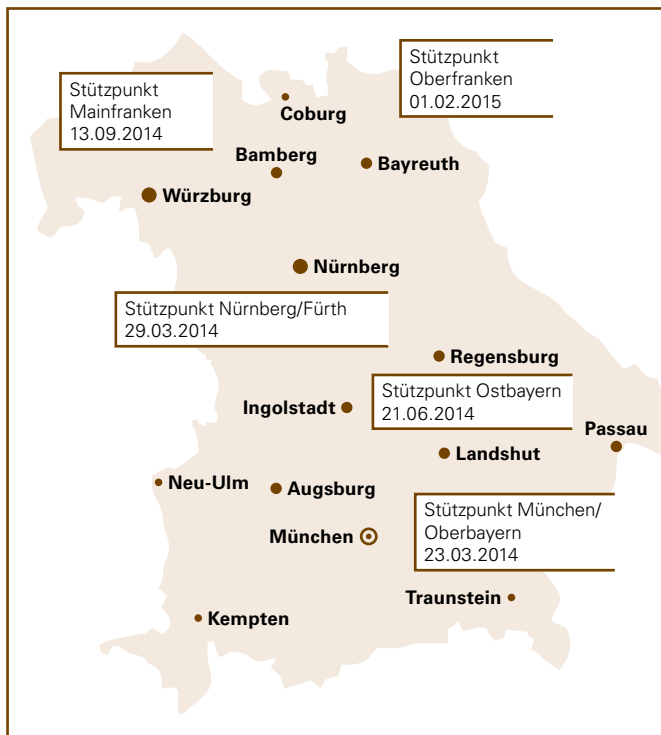 Stützpunkt
Oberfranken
01.02.2015
Stützpunkt
Mainfranken
13.09.2014
Coburg
Bamberg
Bayreuth
Würzburg
Nürnberg
Stützpunkt Nürnberg/Fürth
29.03.2014
Regensburg
Stützpunkt Ostbayern
21.06.2014
Ingolstadt
Passau
Landshut
Neu-Ulm
Augsburg
Stützpunkt München/
Oberbayern
23.03.2014
München
Traunstein
Kempten